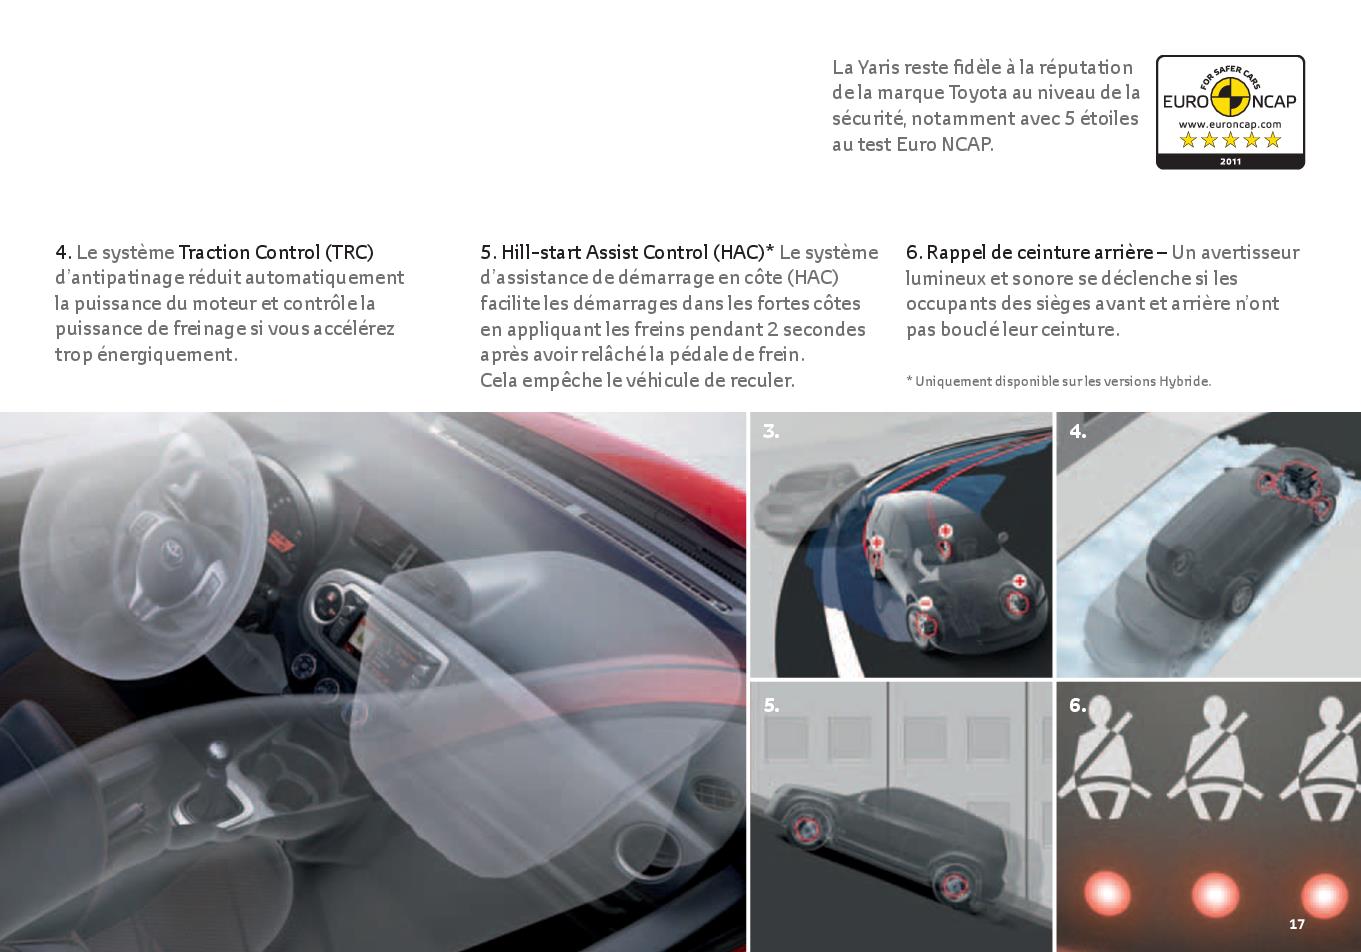 La Yaris reste fidèle à la réputation
de la marque Toyota au niveau de la
sécurité, notamment avec 5 étoiles
au test Euro NCAP.
FOR SAFER CARS
EURO NCAP
www.euroncap.com
2011
4. Le système Traction Control (TRC)
d’antipatinage réduit automatiquement
la puissance du moteur et contrôle la
puissance de freinage si vous accélérez
trop énergiquement.
5. Hill-start Assist Control (HAC)* Le système
d’assistance de démarrage en côte (HAC)
facilite les démarrages dans les fortes côtes
en appliquant les freins pendant 2 secondes
après avoir relâché la pédale de frein.
Cela empêche le véhicule de reculer.
6. Rappel de ceinture arrière – Un avertisseur
lumineux et sonore se déclenche si les
occupants des sièges avant et arrière n’ont
pas bouclé leur ceinture.
* Uniquement disponible sur les versions Hybride.
3.
4.
5.
6.
17